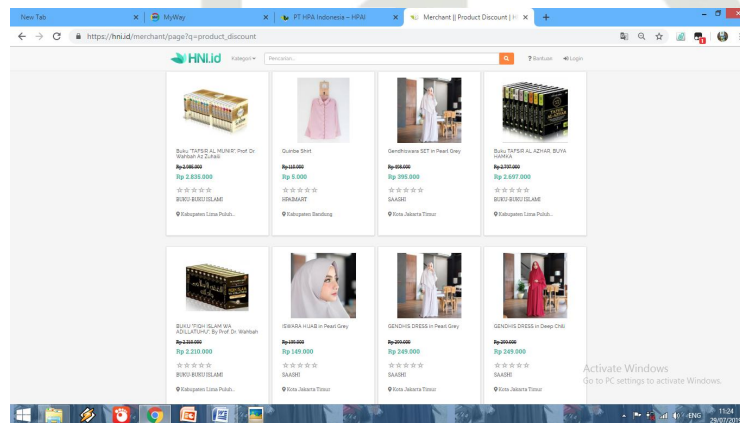 New Tab
MyWay
PT HPA Indonesia – HPAI
Merchant || Product Discount | H
https://hni.id/merchant/page?q=product_discount
HNI.id
Kategori
Pencarian...
? Bantuan
Login
Buku "TAFSIR AL MUNIR" Prof. Dr. Wahbah Az Zuhaili
Rp 2.835.000
BUKU-BUKU ISLAMI
Kabupaten Lima Puluh...
Quinbe Shirt
Rp 5.000
HPAIMART
Kabupaten Bandung
Gendhiswara SET in Pearl Grey
Rp 395.000
SAASHI
Kota Jakarta Timur
Buku TAFSIR AL AZHAR, BUYA
HAMKA
Rp 2.697.000
BUKU-BUKU ISLAMI
Kabupaten Lima Puluh...
BUKU "FIQH ISLAM WA
ADILLATUHU", By Prof. Dr. Wahbah
Rp 2.210.000
BUKU-BUKU ISLAMI
Kabupaten Lima Puluh...
ISWARA HIJAB in Pearl Grey
Rp 149.000
SAASHI
Kota Jakarta Timur
GENDHIS DRESS in Pearl Grey
Rp 249.000
SAASHI
Kota Jakarta Timur
GENDHIS DRESS in Deep Chili
Rp 249.000
SAASHI
Kota Jakarta Timur
Activate Windows
Go to PC settings to activate Windows.
ENG
11:24
29/07/2019